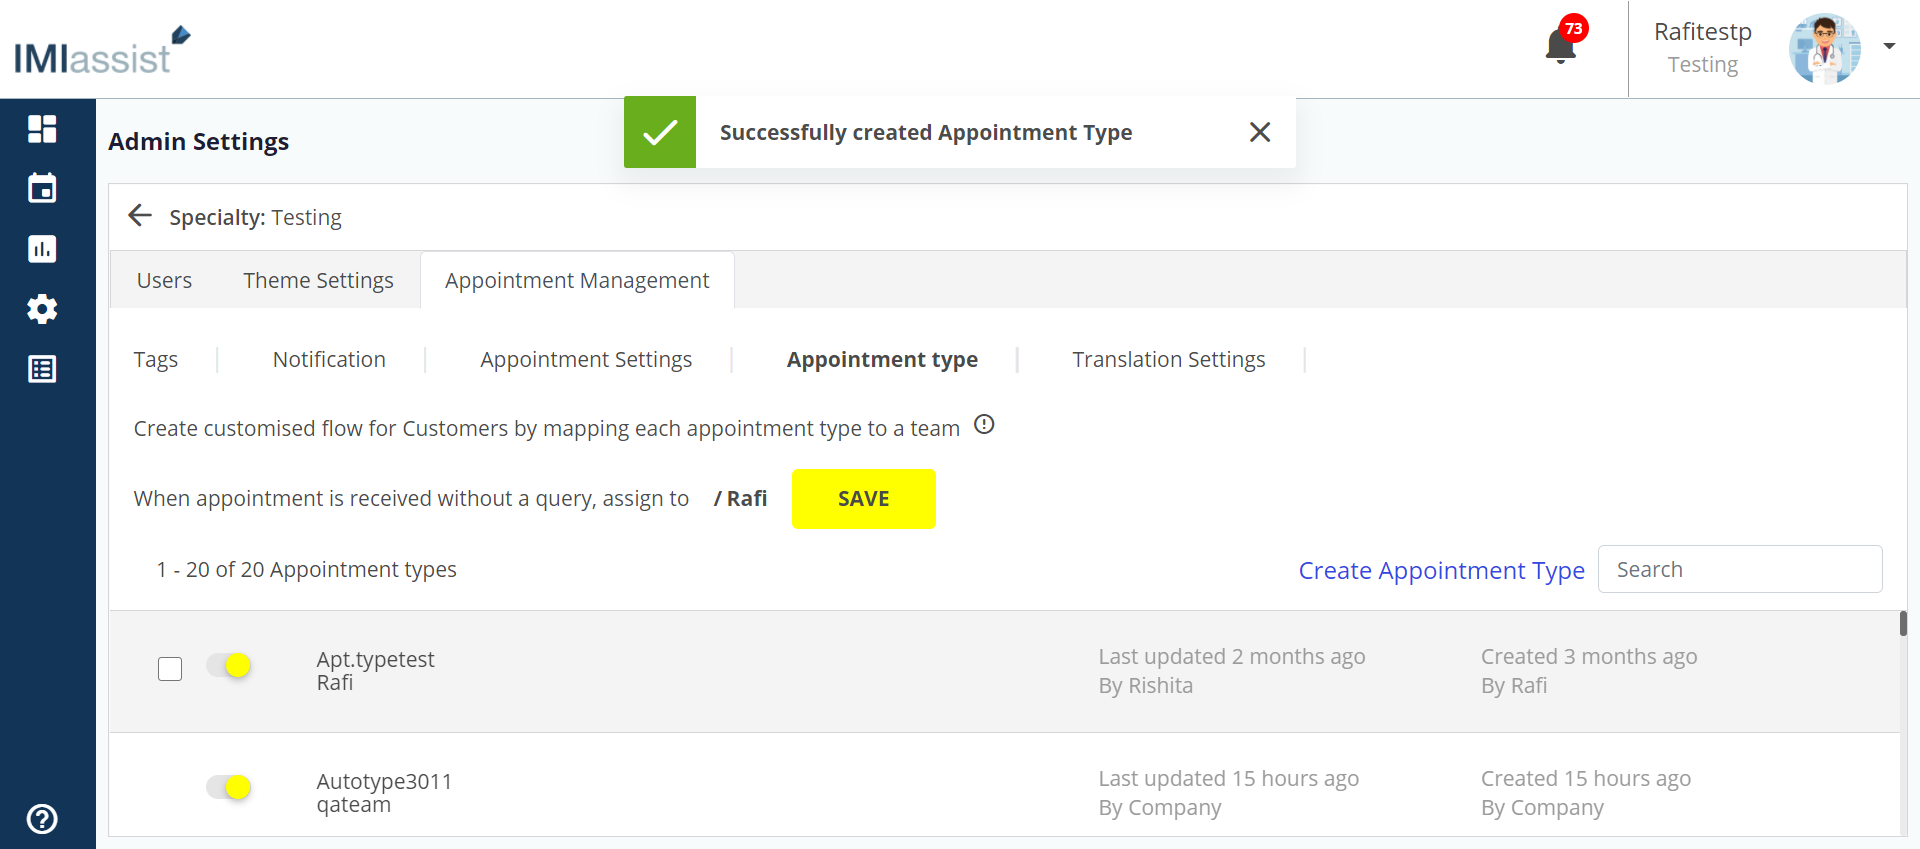 IMIassist
73
Rafitestp
Testing
Successfully created Appointment Type
Admin Settings
Specialty: Testing
Users
Theme Settings
Appointment Management
Tags
Notification
Appointment Settings
Appointment type
Translation Settings
Create customised flow for Customers by mapping each appointment type to a team
When appointment is received without a query, assign to / Rafi
SAVE
1 - 20 of 20 Appointment types
Create Appointment Type
Search
Apt.typetest
Rafi
Last updated 2 months ago
By Rishita
Created 3 months ago
By Rafi
Autotype3011
qateam
Last updated 15 hours ago
By Company
Created 15 hours ago
By Company